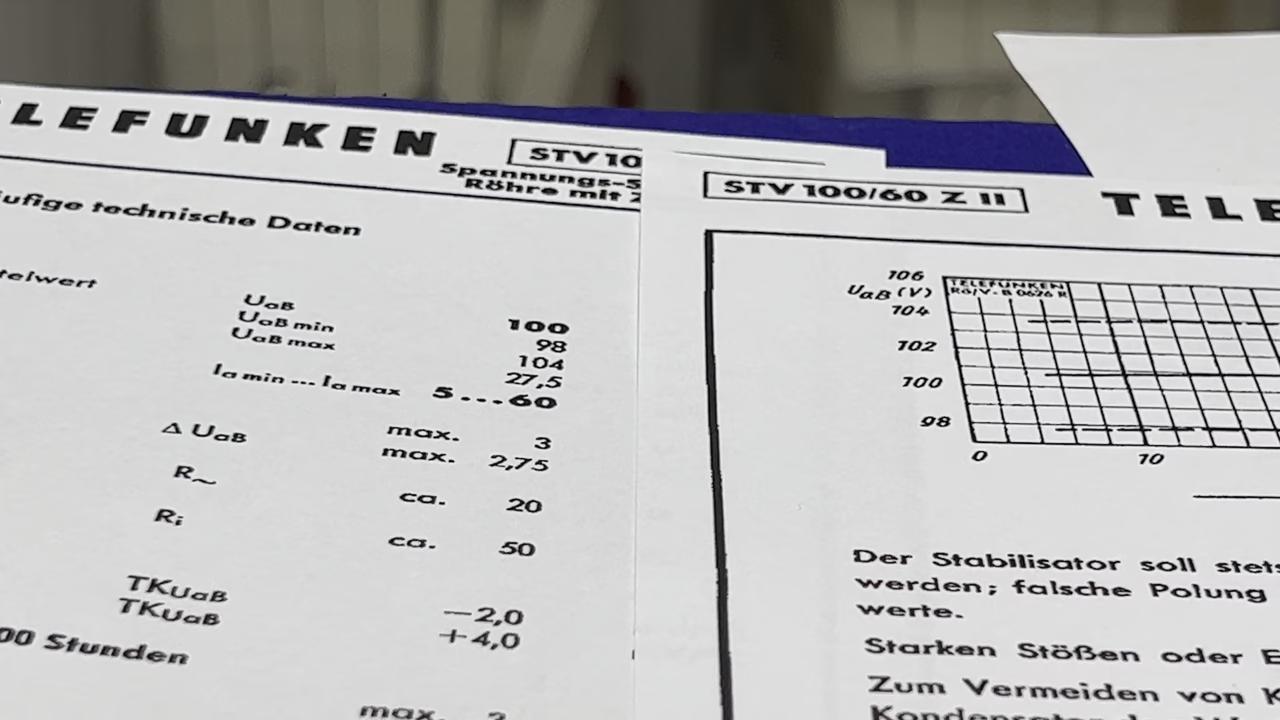 LEFUNKEN
STV 10
Spannungs-S
Röhre mit Z
ufige technische Daten
telwert
UaB 100
UaB min 98
UaB max 104
27,5
Ia min ... Ia max 5...60
Δ UaB max. 3
max. 2,75
R~ ca. 20
Ri ca. 50
TKUaB —2,0
TKUaB +4,0
00 Stunden
max.
STV 100/60 Z II
TELE
106
UaB (V)
TELEFUNKEN
Rö/V-B 0626 R
104
102
100
98
0 10
Der Stabilisator soll stets
werden; falsche Polung
werte.
Starken Stößen oder E
Zum Vermeiden von K